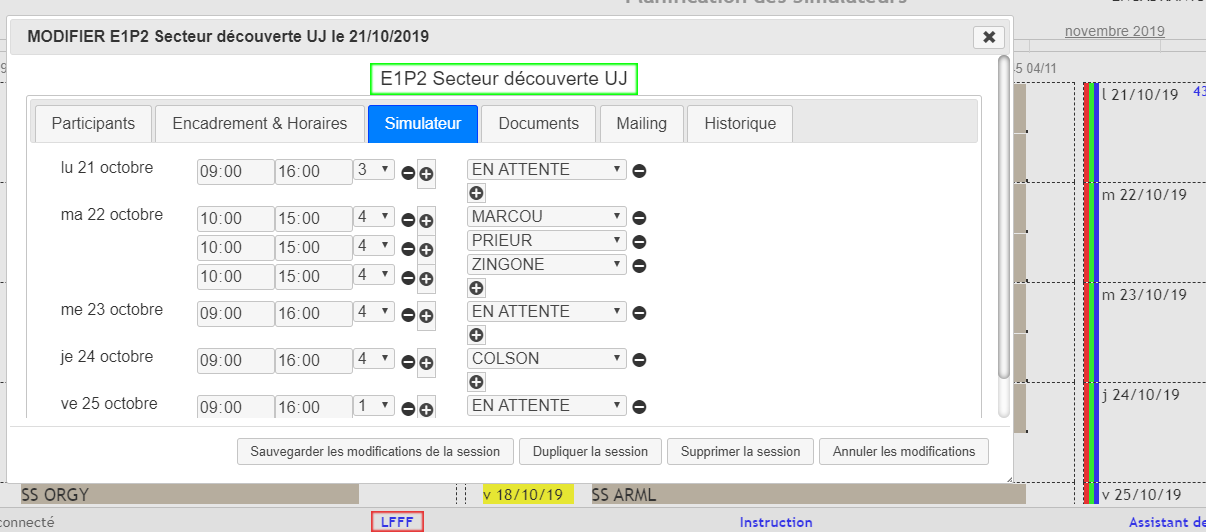 Planification des Simulateurs
novembre 2019
MODIFIER E1P2 Secteur découverte UJ le 21/10/2019
E1P2 Secteur découverte UJ
04/11
Participants Encadrement & Horaires Simulateur Documents Mailing Historique
l 21/10/19 43
lu 21 octobre 09:00 16:00 3 EN ATTENTE
m 22/10/19
ma 22 octobre 10:00 15:00 4 MARCOU
10:00 15:00 4 PRIEUR
10:00 15:00 4 ZINGONE
m 23/10/19
me 23 octobre 09:00 16:00 4 EN ATTENTE
je 24 octobre 09:00 16:00 4 COLSON
j 24/10/19
ve 25 octobre 09:00 16:00 1 EN ATTENTE
Sauvegarder les modifications de la session Dupliquer la session Supprimer la session Annuler les modifications
SS ORGY v 18/10/19 SS ARML v 25/10/19
connecté LFFF Instruction Assistant de